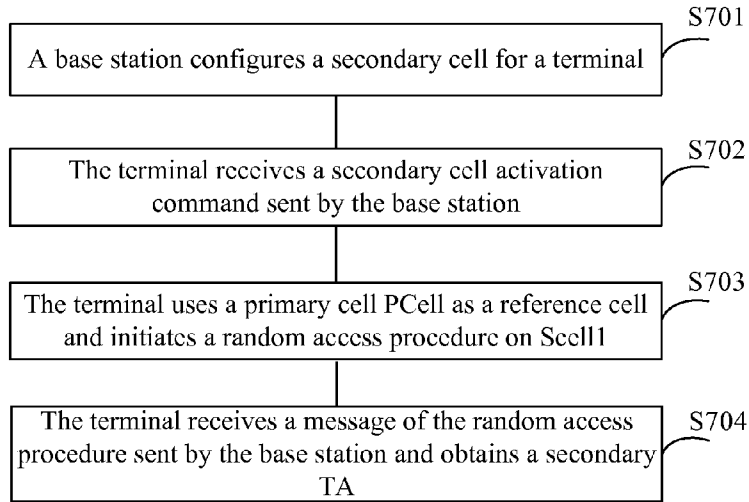 S701
A base station configures a secondary cell for a terminal
S702
The terminal receives a secondary cell activation
command sent by the base station
S703
The terminal uses a primary cell PCell as a reference cell
and initiates a random access procedure on Scell1
S704
The terminal receives a message of the random access
procedure sent by the base station and obtains a secondary
TA